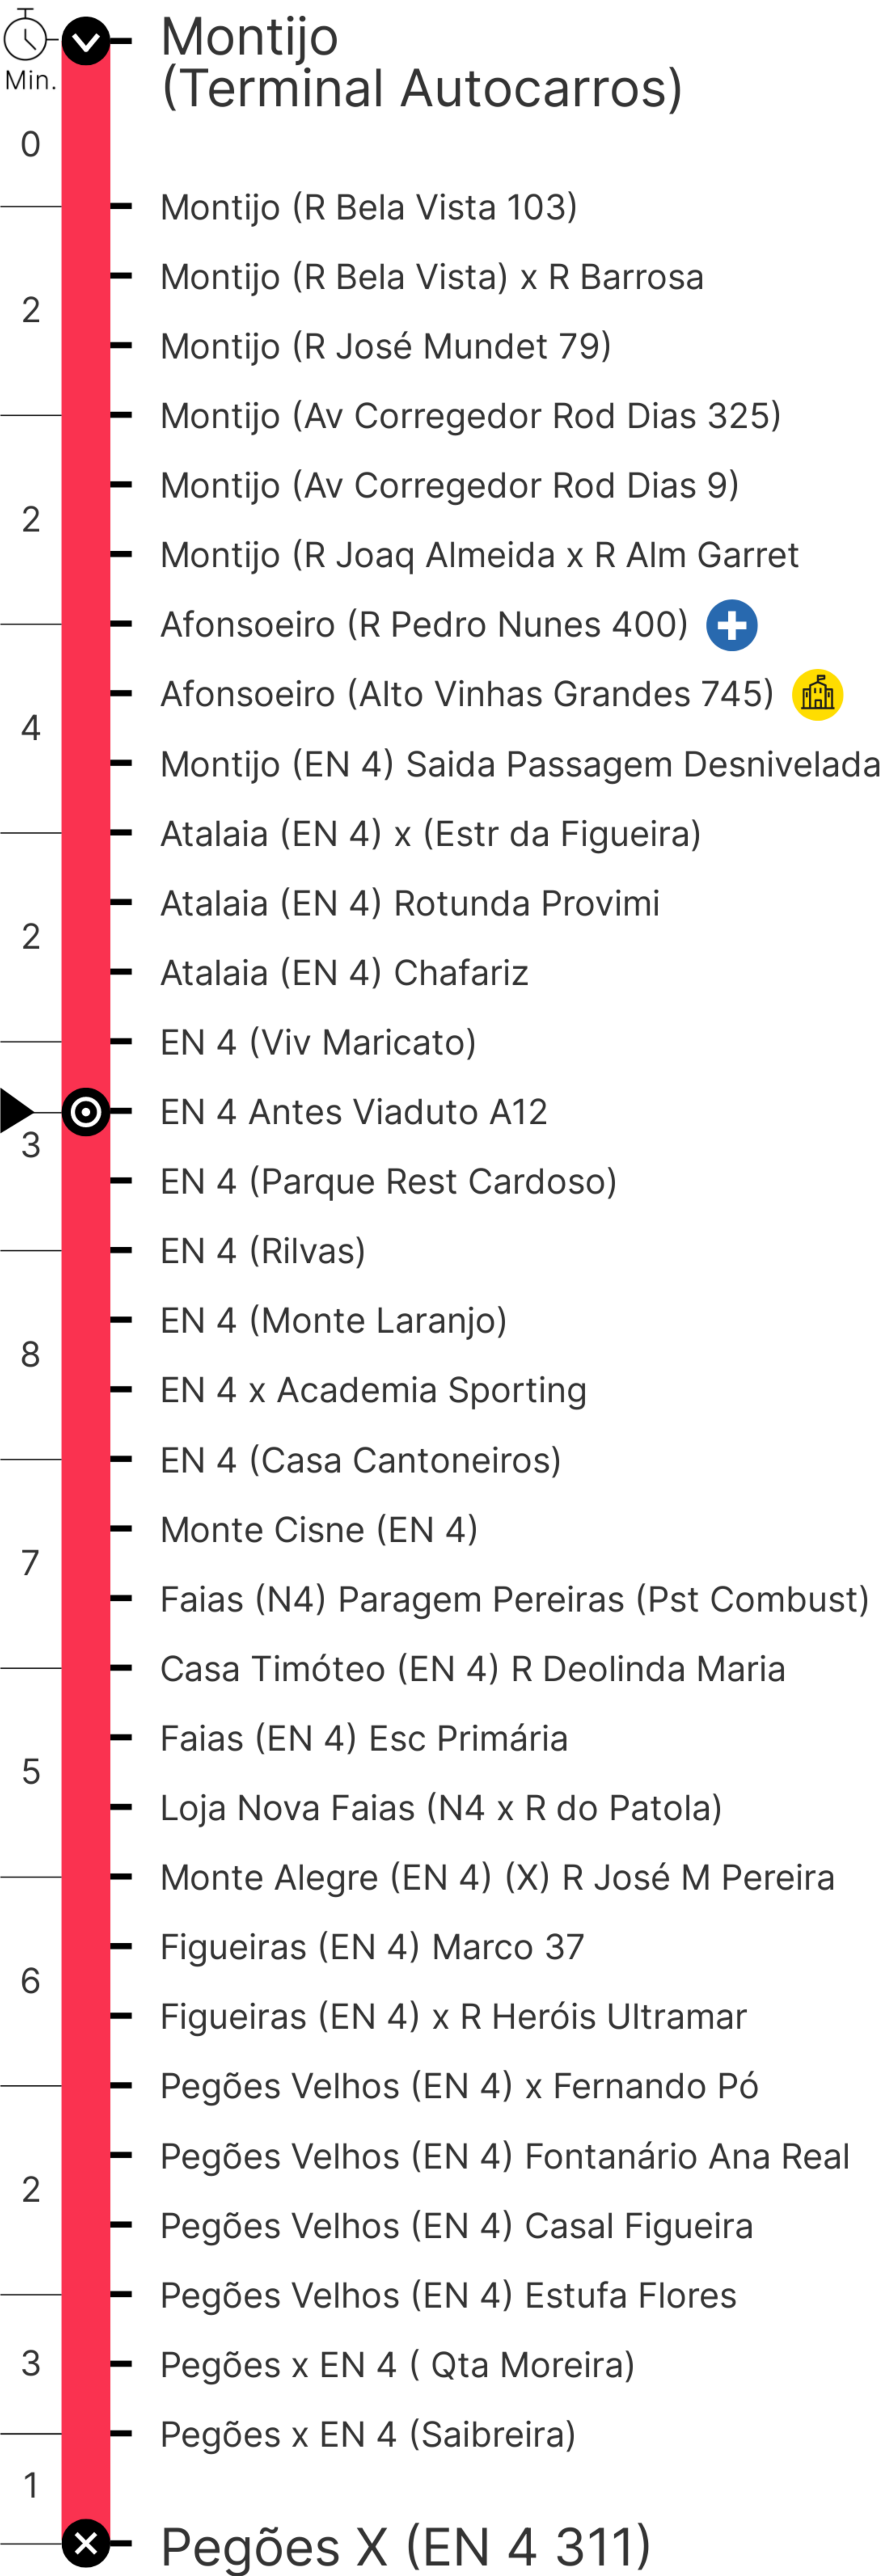 Montijo
(Terminal Autocarros)
Min.
0
Montijo (R Bela Vista 103)
Montijo (R Bela Vista) x R Barrosa
2
Montijo (R José Mundet 79)
Montijo (Av Corregedor Rod Dias 325)
Montijo (Av Corregedor Rod Dias 9)
2
Montijo (R Joaq Almeida x R Alm Garret
Afonsoeiro (R Pedro Nunes 400)
Afonsoeiro (Alto Vinhas Grandes 745)
4
Montijo (EN 4) Saida Passagem Desnivelada
Atalaia (EN 4) x (Estr da Figueira)
Atalaia (EN 4) Rotunda Provimi
2
Atalaia (EN 4) Chafariz
EN 4 (Viv Maricato)
EN 4 Antes Viaduto A12
3
EN 4 (Parque Rest Cardoso)
EN 4 (Rilvas)
EN 4 (Monte Laranjo)
8
EN 4 x Academia Sporting
EN 4 (Casa Cantoneiros)
Monte Cisne (EN 4)
7
Faias (N4) Paragem Pereiras (Pst Combust)
Casa Timóteo (EN 4) R Deolinda Maria
Faias (EN 4) Esc Primária
5
Loja Nova Faias (N4 x R do Patola)
Monte Alegre (EN 4) (X) R José M Pereira
Figueiras (EN 4) Marco 37
6
Figueiras (EN 4) x R Heróis Ultramar
Pegões Velhos (EN 4) x Fernando Pó
Pegões Velhos (EN 4) Fontanário Ana Real
2
Pegões Velhos (EN 4) Casal Figueira
Pegões Velhos (EN 4) Estufa Flores
3
Pegões x EN 4 ( Qta Moreira)
Pegões x EN 4 (Saibreira)
1
Pegões X (EN 4 311)